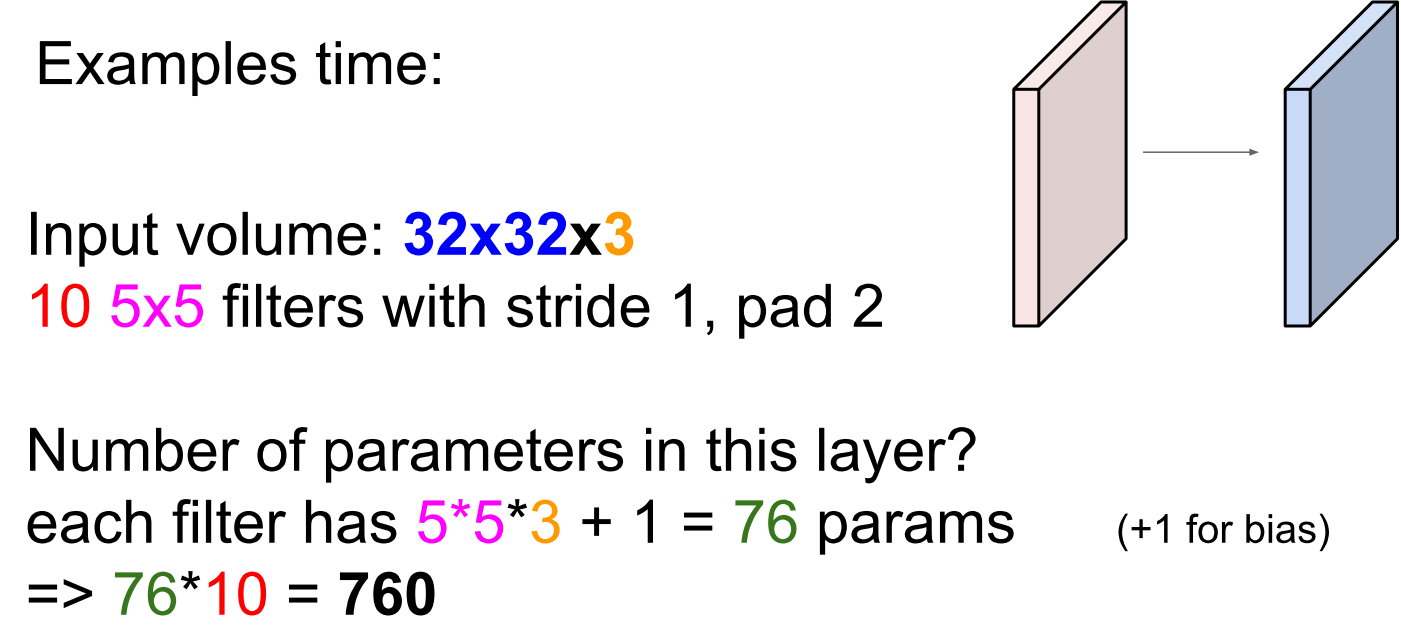 Examples time:
Input volume: 32x32x3
10 5x5 filters with stride 1, pad 2
Number of parameters in this layer?
each filter has 5*5*3 + 1 = 76 params (+1 for bias)
=> 76*10 = 760